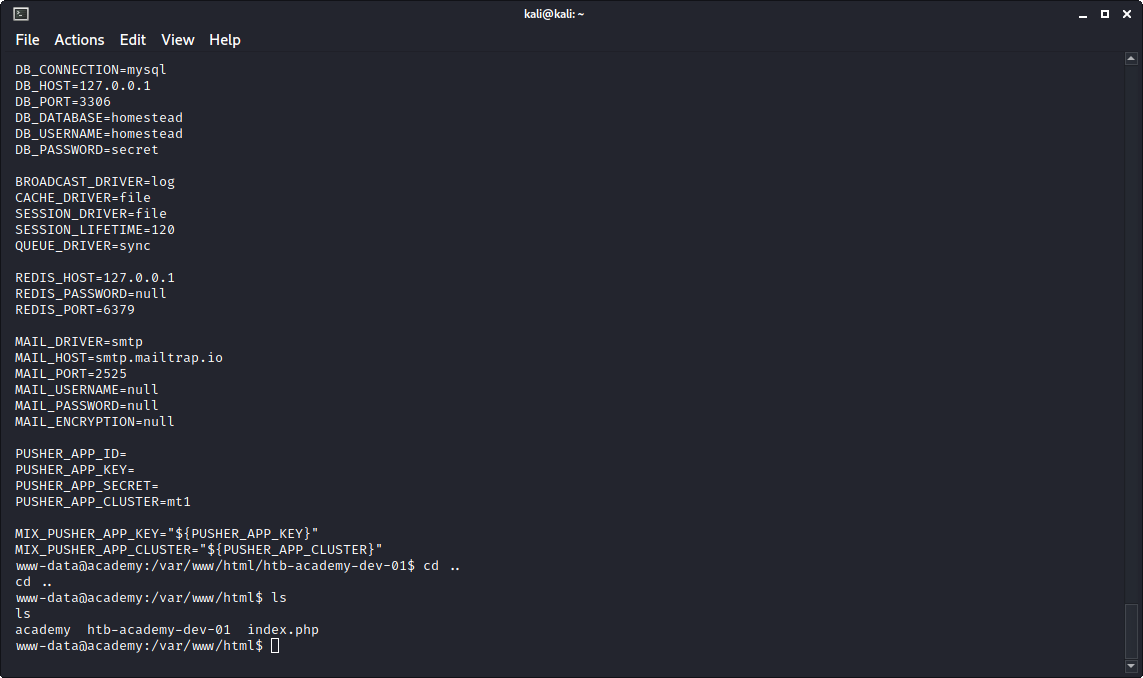 kali@kali: ~
File Actions Edit View Help
DB_CONNECTION=mysql
DB_HOST=127.0.0.1
DB_PORT=3306
DB_DATABASE=homestead
DB_USERNAME=homestead
DB_PASSWORD=secret
BROADCAST_DRIVER=log
CACHE_DRIVER=file
SESSION_DRIVER=file
SESSION_LIFETIME=120
QUEUE_DRIVER=sync
REDIS_HOST=127.0.0.1
REDIS_PASSWORD=null
REDIS_PORT=6379
MAIL_DRIVER=smtp
MAIL_HOST=smtp.mailtrap.io
MAIL_PORT=2525
MAIL_USERNAME=null
MAIL_PASSWORD=null
MAIL_ENCRYPTION=null
PUSHER_APP_ID=
PUSHER_APP_KEY=
PUSHER_APP_SECRET=
PUSHER_APP_CLUSTER=mt1
MIX_PUSHER_APP_KEY="${PUSHER_APP_KEY}"
MIX_PUSHER_APP_CLUSTER="${PUSHER_APP_CLUSTER}"
www-data@academy:/var/www/html/htb-academy-dev-01$ cd ..
cd ..
www-data@academy:/var/www/html$ ls
ls
academy  htb-academy-dev-01  index.php
www-data@academy:/var/www/html$